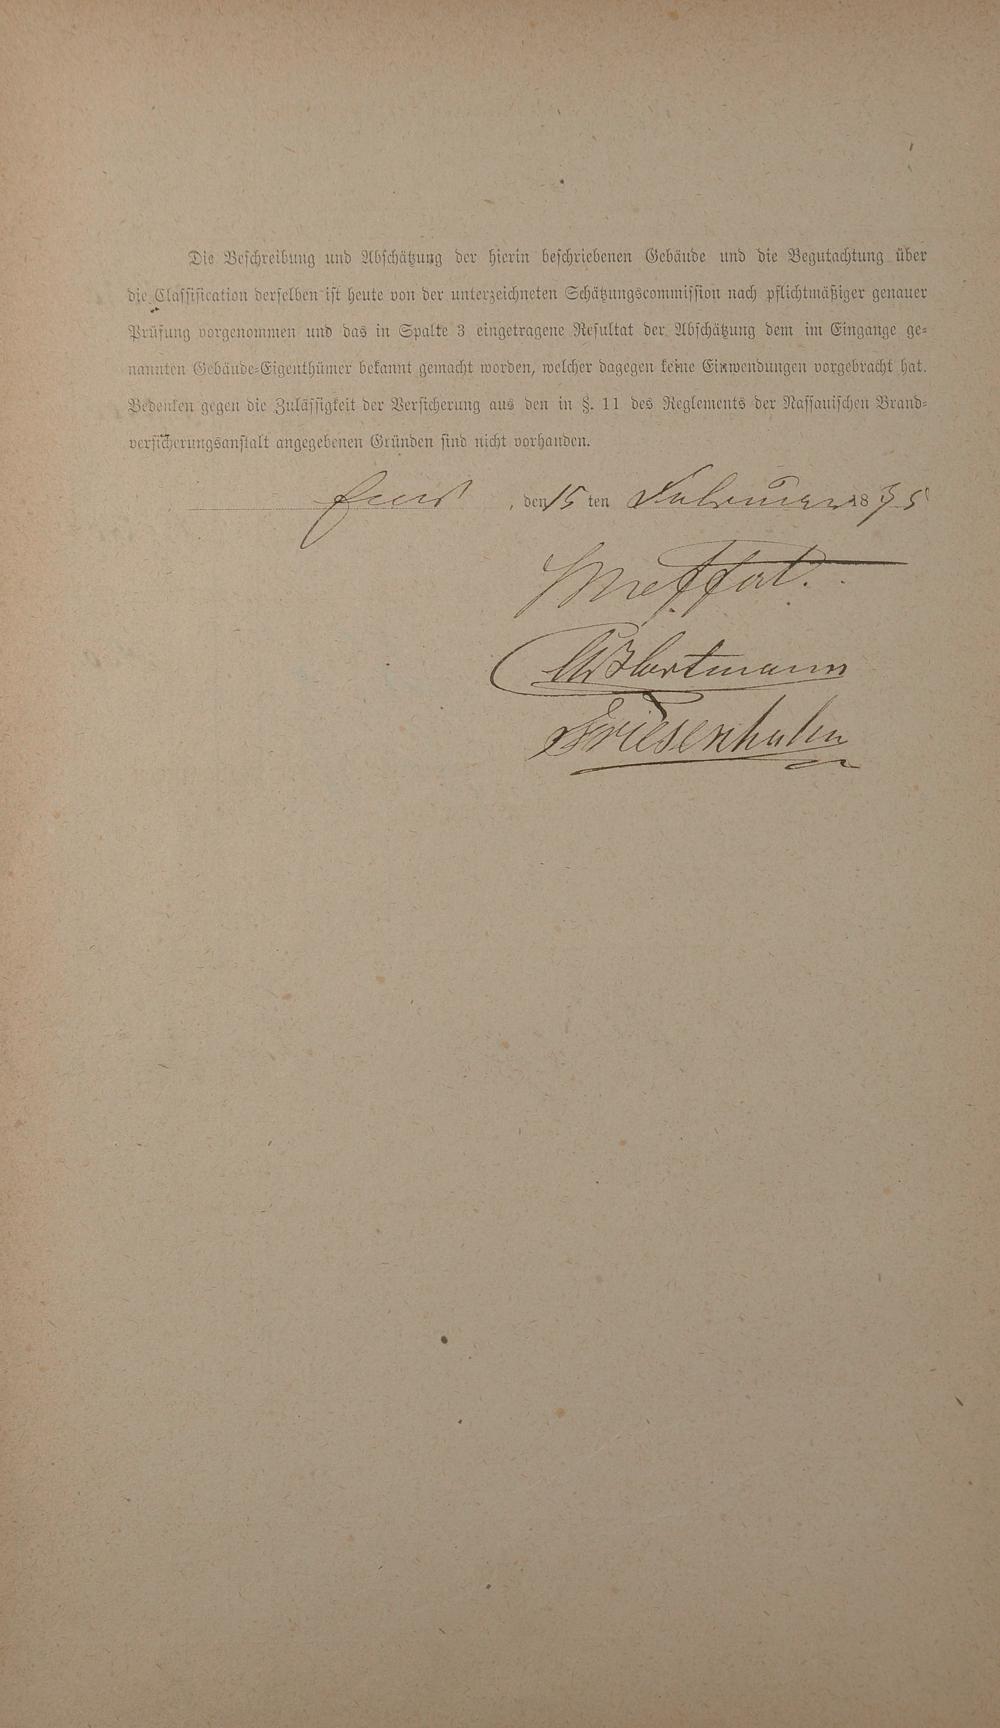 Die Beschreibung und Abschätzung der hierin beschriebenen Gebäude und die Begutachtung über
die Classification derselben ist heute von der unterzeichneten Schätzungscommission nach pflichtmäßiger genauer
Prüfung vorgenommen und das in Spalte 3 eingetragene Resultat der Abschätzung dem im Eingange ge=
nannten Gebäude=Eigenthümer bekannt gemacht worden, welcher dagegen keine Einwendungen vorgebracht hat.
Bedenken gegen die Zulässigkeit der Versicherung aus den in §. 11 des Reglements der Nassauischen Brand=
versicherungsanstalt angegebenen Gründen sind nicht vorhanden.
, den 15 ten Februar 1875
Meffert.
Hartmann
Friesenhahn